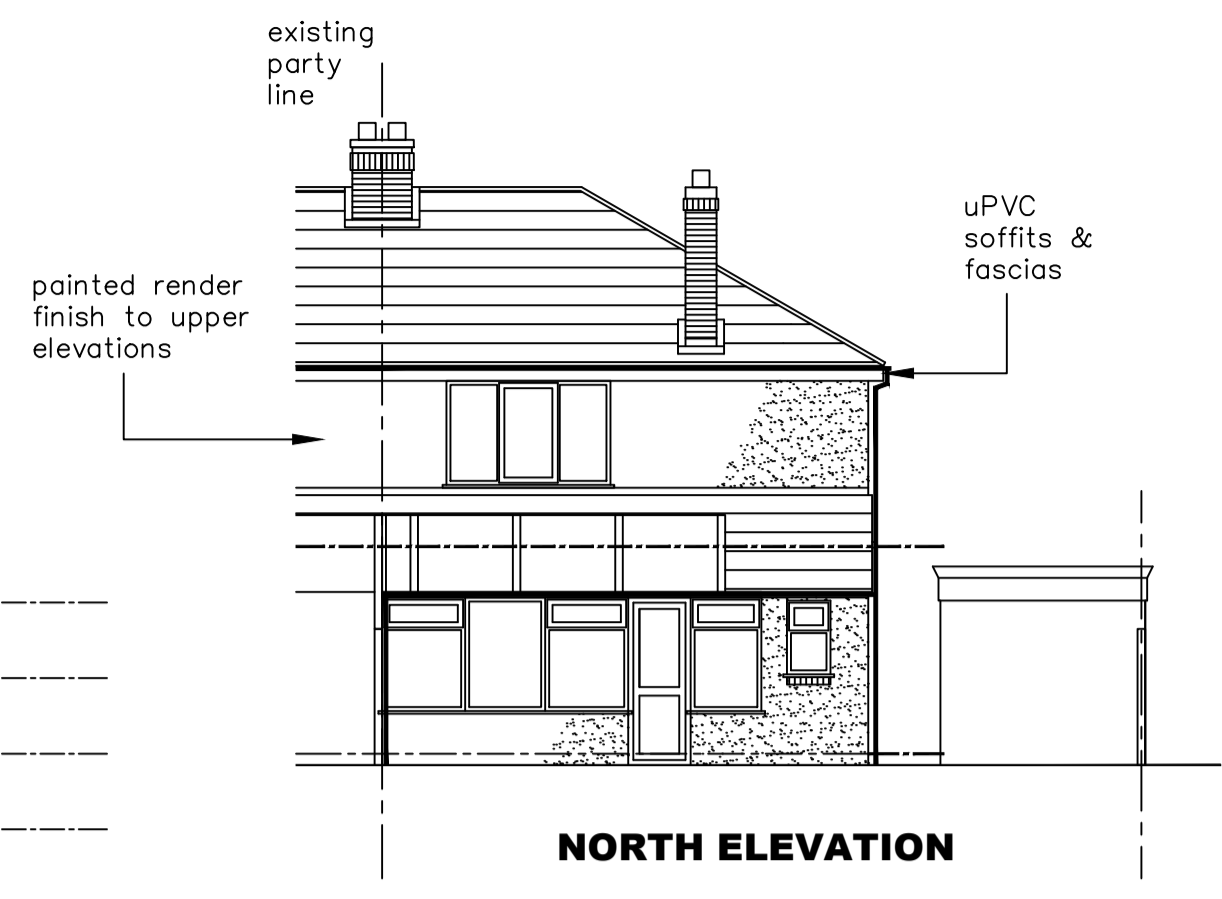 existing
party
line
uPVC
soffits &
fascias
painted render
finish to upper
elevations
NORTH ELEVATION